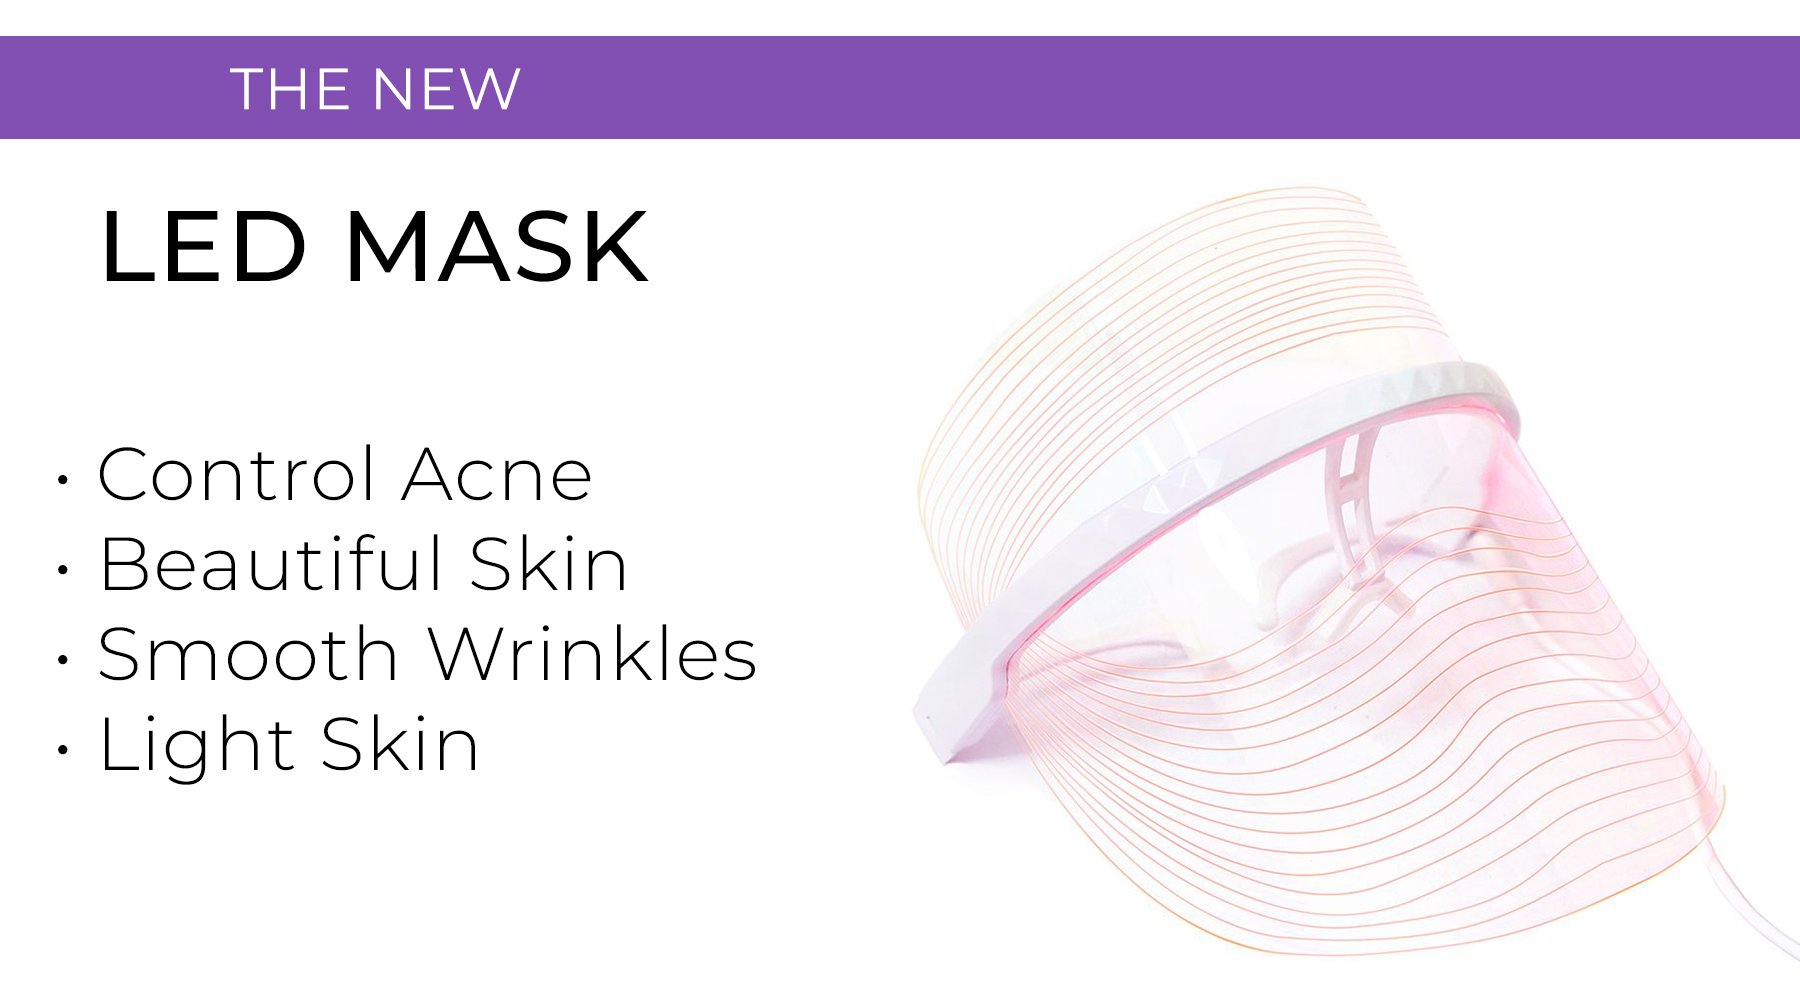 THE NEW
LED MASK
• Control Acne
• Beautiful Skin
• Smooth Wrinkles
• Light Skin